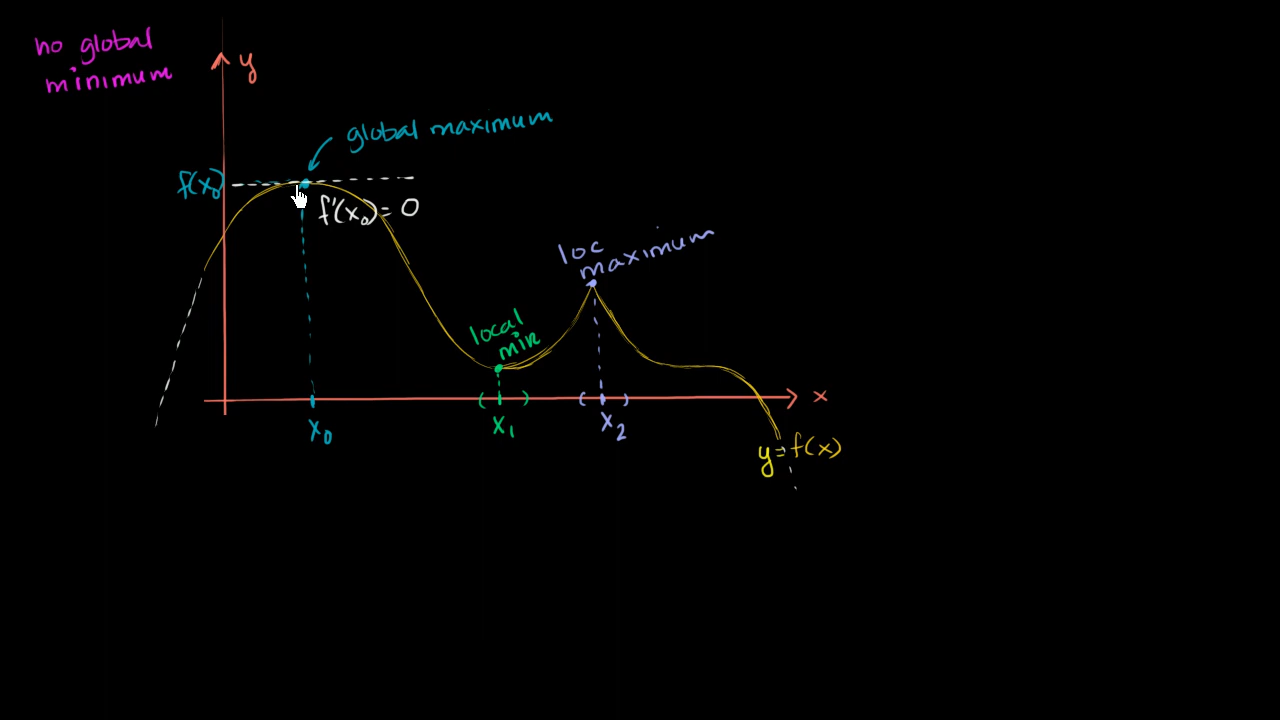 no global
minimum
y
global maximum
f(x₀)
f'(x₀) = 0
loc
maximum
local
min
x
x₀
x₁
x₂
y = f(x)